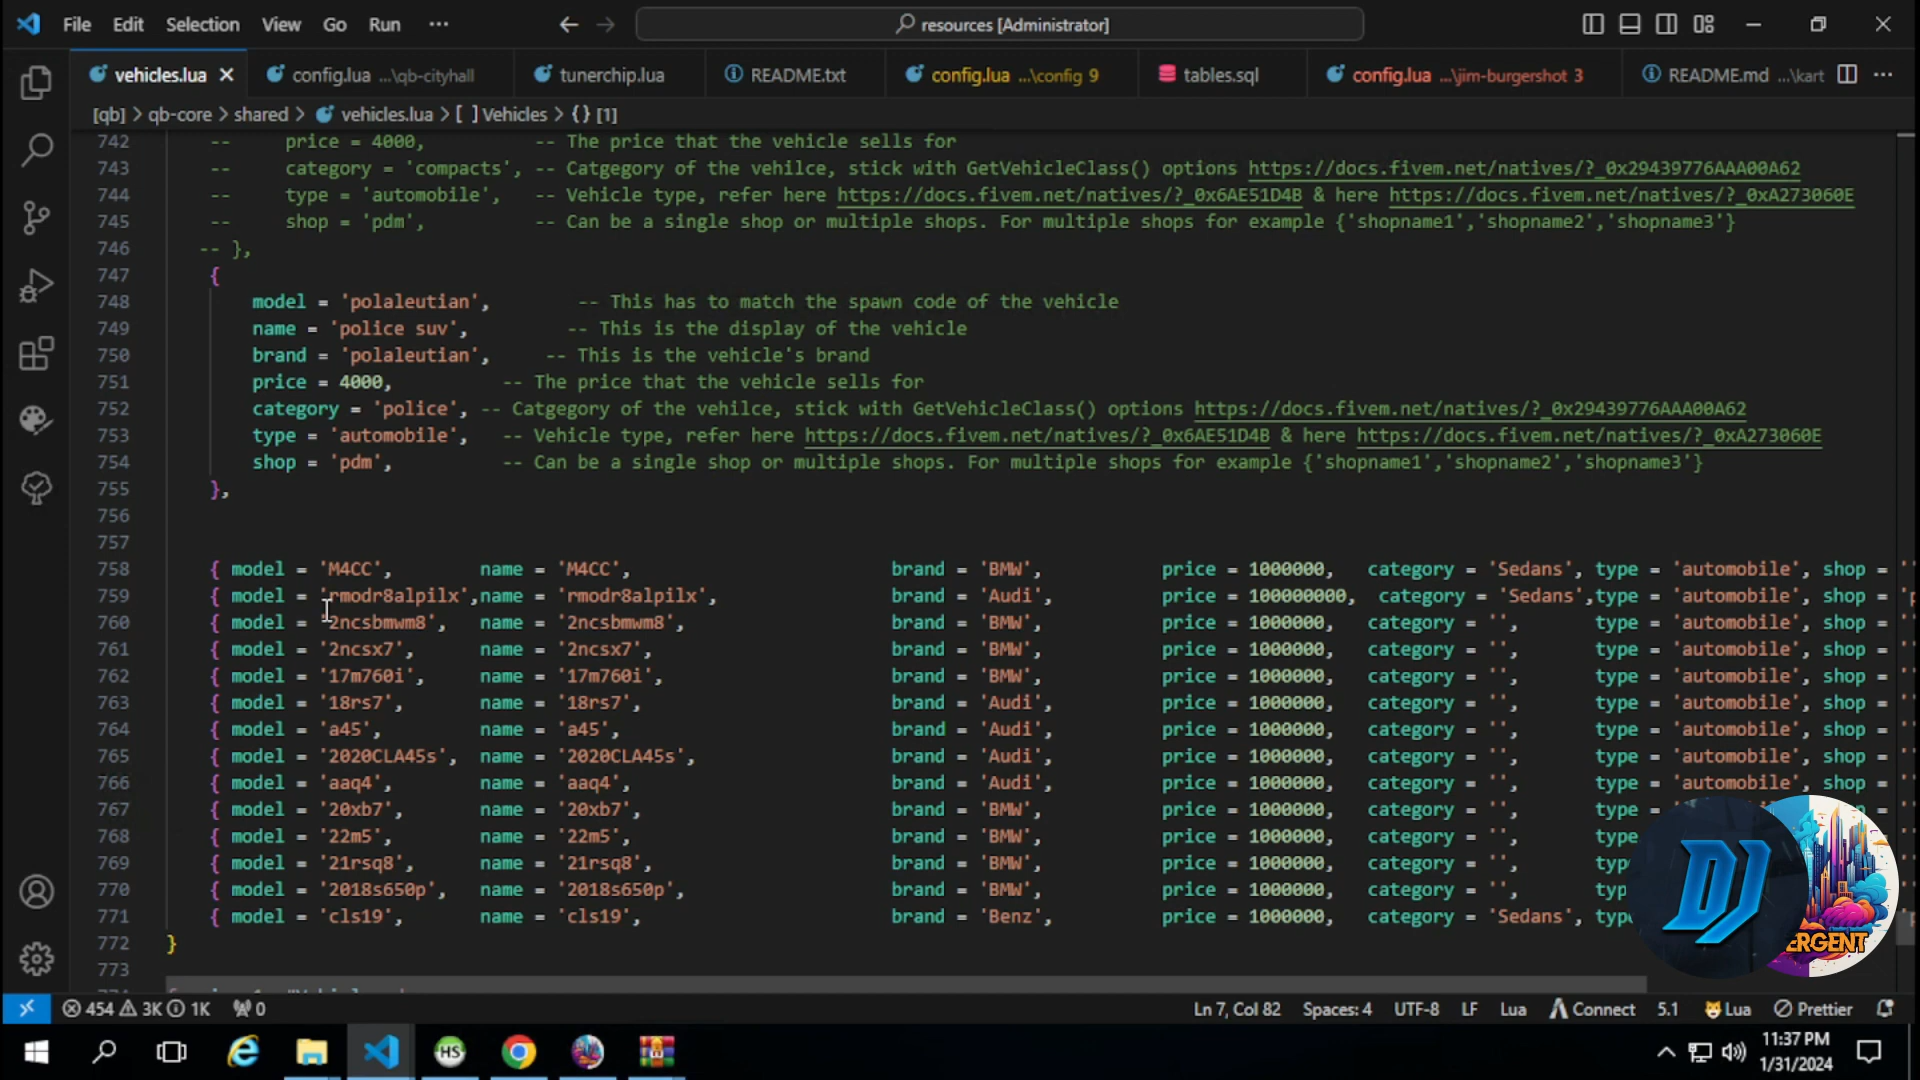 File Edit Selection View Go Run ··· resources [Administrator]
vehicles.lua config.lua ...\qb-cityhall tunerchip.lua README.txt config.lua ...\config 9 tables.sql config.lua ...\jim-burgershot 3 README.md ...\kart
[qb] > qb-core > shared > vehicles.lua > [ ] Vehicles > {} [1]
742 -- price = 4000, -- The price that the vehicle sells for
743 -- category = 'compacts', -- Catgegory of the vehilce, stick with GetVehicleClass() options https://docs.fivem.net/natives/?_0x29439776AAA00A62
744 -- type = 'automobile', -- Vehicle type, refer here https://docs.fivem.net/natives/?_0x6AE51D4B & here https://docs.fivem.net/natives/?_0xA273060E
745 -- shop = 'pdm', -- Can be a single shop or multiple shops. For multiple shops for example {'shopname1','shopname2','shopname3'}
746 -- },
747 {
748 model = 'polaleutian', -- This has to match the spawn code of the vehicle
749 name = 'police suv', -- This is the display of the vehicle
750 brand = 'polaleutian', -- This is the vehicle's brand
751 price = 4000, -- The price that the vehicle sells for
752 category = 'police', -- Catgegory of the vehilce, stick with GetVehicleClass() options https://docs.fivem.net/natives/?_0x29439776AAA00A62
753 type = 'automobile', -- Vehicle type, refer here https://docs.fivem.net/natives/?_0x6AE51D4B & here https://docs.fivem.net/natives/?_0xA273060E
754 shop = 'pdm', -- Can be a single shop or multiple shops. For multiple shops for example {'shopname1','shopname2','shopname3'}
755 },
756
757
758 { model = 'M4CC', name = 'M4CC', brand = 'BMW', price = 1000000, category = 'Sedans', type = 'automobile', shop = '
759 { model = 'rmodr8alpilx',name = 'rmodr8alpilx', brand = 'Audi', price = 100000000, category = 'Sedans',type = 'automobile', shop = 'p
760 { model = '2ncsbmwm8', name = '2ncsbmwm8', brand = 'BMW', price = 1000000, category = '', type = 'automobile', shop = '
761 { model = '2ncsx7', name = '2ncsx7', brand = 'BMW', price = 1000000, category = '', type = 'automobile', shop = '
762 { model = '17m760i', name = '17m760i', brand = 'BMW', price = 1000000, category = '', type = 'automobile', shop = '
763 { model = '18rs7', name = '18rs7', brand = 'Audi', price = 1000000, category = '', type = 'automobile', shop = '
764 { model = 'a45', name = 'a45', brand = 'Audi', price = 1000000, category = '', type = 'automobile', shop = '
765 { model = '2020CLA45s', name = '2020CLA45s', brand = 'Audi', price = 1000000, category = '', type = 'automobile', shop = '
766 { model = 'aaq4', name = 'aaq4', brand = 'Audi', price = 1000000, category = '', type = 'automobile', shop = '
767 { model = '20xb7', name = '20xb7', brand = 'BMW', price = 1000000, category = '', type =
768 { model = '22m5', name = '22m5', brand = 'BMW', price = 1000000, category = '', type
769 { model = '21rsq8', name = '21rsq8', brand = 'BMW', price = 1000000, category = '', typ
770 { model = '2018s650p', name = '2018s650p', brand = 'BMW', price = 1000000, category = '', typ
771 { model = 'cls19', name = 'cls19', brand = 'Benz', price = 1000000, category = 'Sedans', typ
772 }
773
DJ
ERGENT
454 3K 1K 0 Ln 7, Col 82 Spaces: 4 UTF-8 LF Lua Connect 5.1 Lua Prettier
HS
11:37 PM
1/31/2024